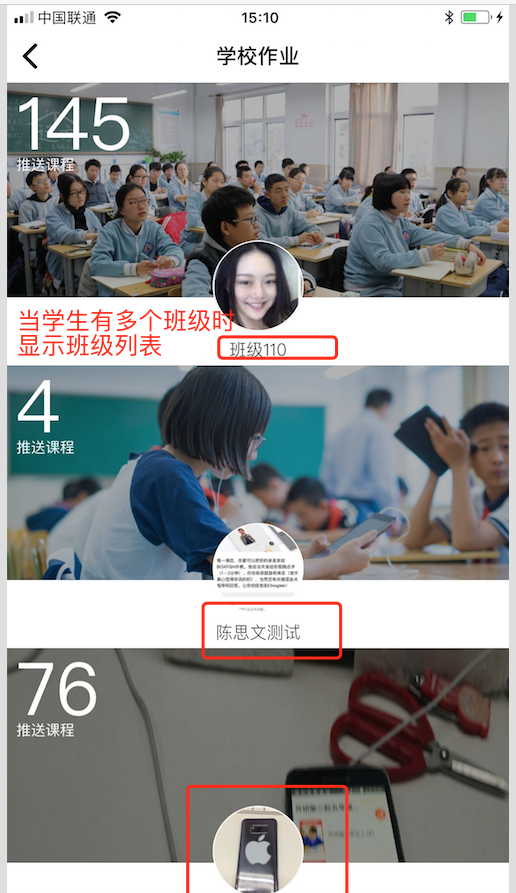 中国联通
15:10
学校作业
145
推送课程
当学生有多个班级时
显示班级列表
班级110
4
推送课程
陈思文测试
76
推送课程